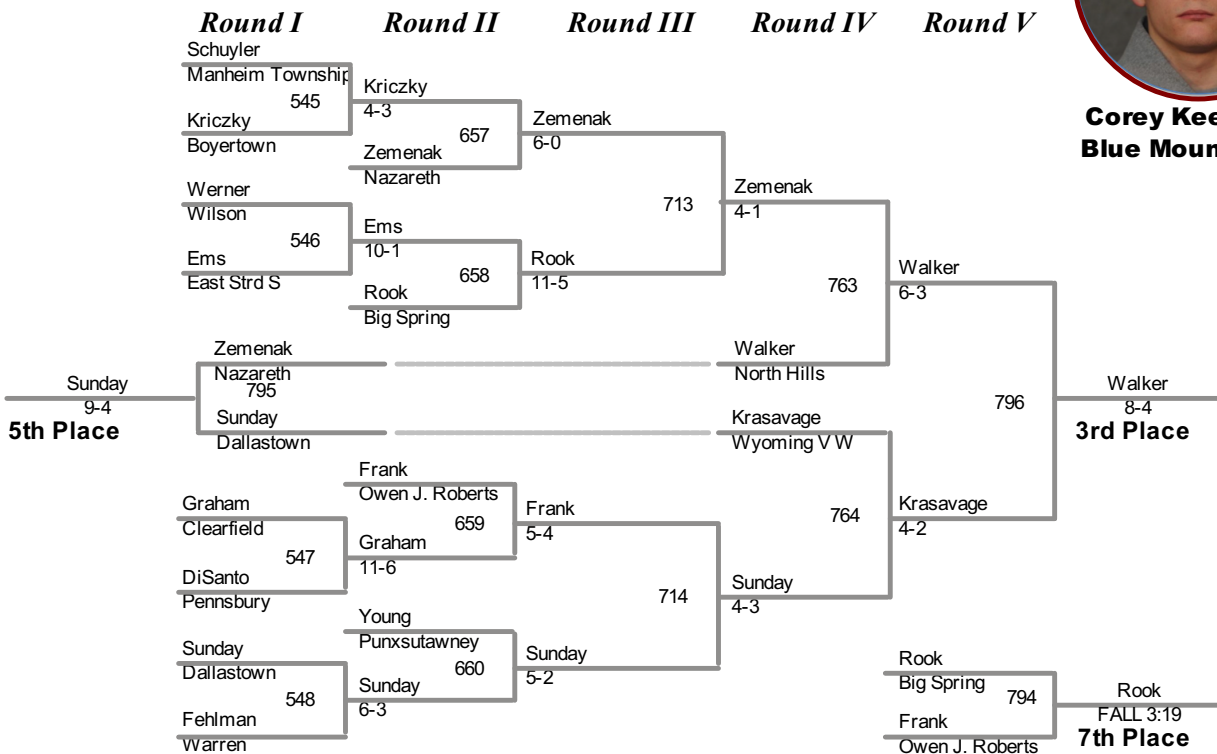 Round I Round II Round III Round IV Round V
Schuyler
Manheim Township
545
Kriczky
4-3
Kriczky
Boyertown
657
Zemenak
6-0
Zemenak
Nazareth
Werner
Wilson
546
Ems
10-1
Ems
East Strd S
658
Rook
11-5
Rook
Big Spring
713
Zemenak
4-1
763
Walker
6-3
Walker
North Hills
Corey Kee
Blue Moun
Zemenak
Nazareth
795
Sunday
Dallastown
Sunday
9-4
5th Place
Krasavage
Wyoming V W
796
Walker
8-4
3rd Place
Frank
Owen J. Roberts
659
Frank
5-4
Graham
Clearfield
547
Graham
11-6
DiSanto
Pennsbury
764
Krasavage
4-2
714
Sunday
4-3
Young
Punxsutawney
660
Sunday
5-2
Sunday
Dallastown
548
Sunday
6-3
Fehlman
Warren
Rook
Big Spring
794
Frank
Owen J. Roberts
Rook
FALL 3:19
7th Place